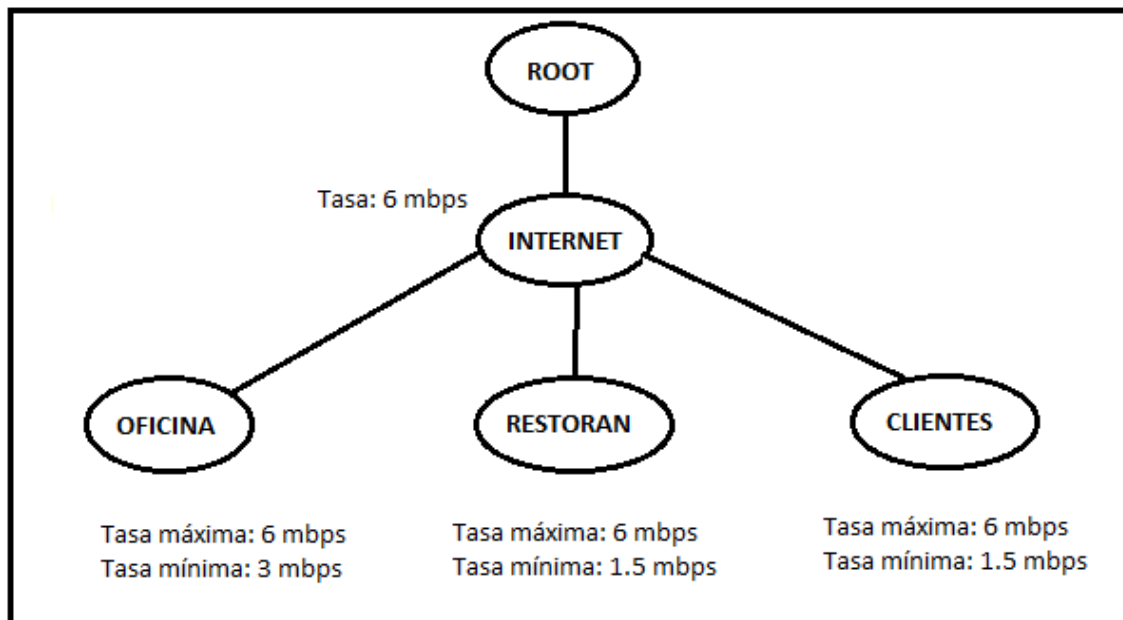 ROOT
Tasa: 6 mbps
INTERNET
OFICINA
RESTORAN
CLIENTES
Tasa máxima: 6 mbps
Tasa mínima: 3 mbps
Tasa máxima: 6 mbps
Tasa mínima: 1.5 mbps
Tasa máxima: 6 mbps
Tasa mínima: 1.5 mbps